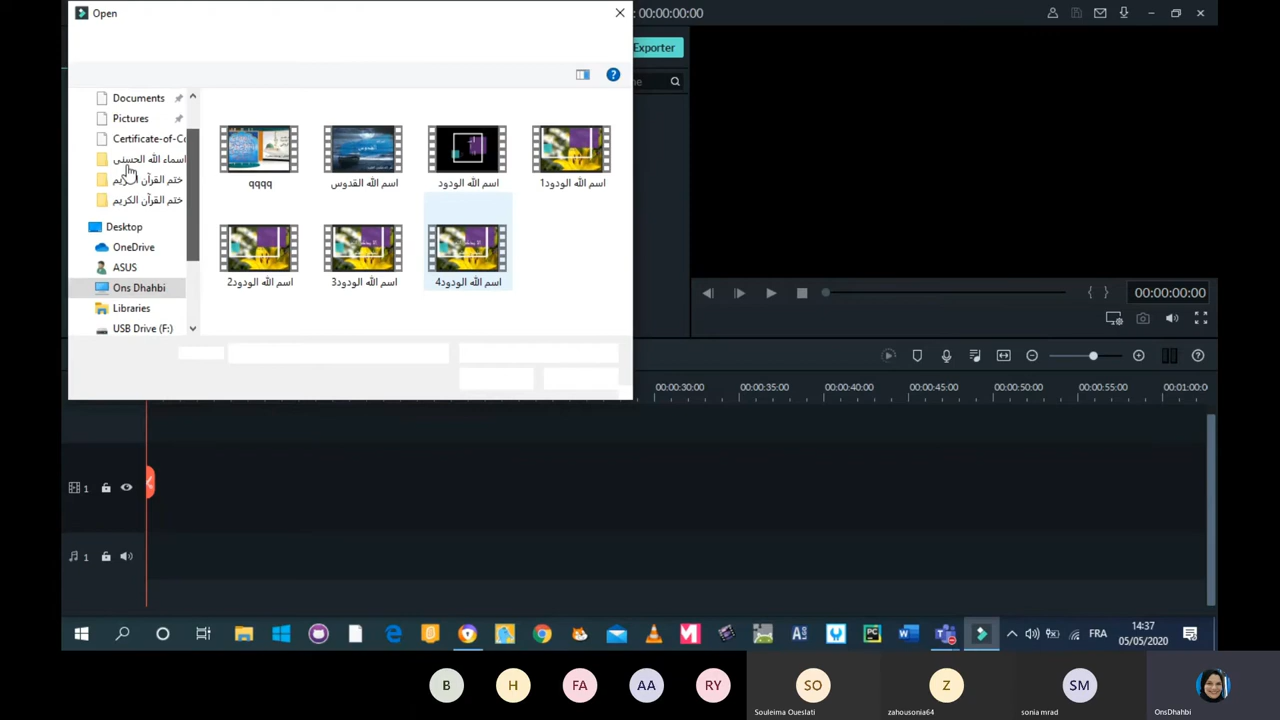 Open
: 00:00:00:00
Exporter
Documents
Pictures
Certificate-of-Co
اسماء الله الحسنى
ختم القرآن الكريم
ختم القرآن الكريم
Desktop
OneDrive
ASUS
Ons Dhahbi
Libraries
USB Drive (F:)
qqqq
اسم الله القدوس
اسم الله الودود
اسم الله الودود1
اسم الله الودود2
اسم الله الودود3
اسم الله الودود4
{ } 00:00:00:00
00:00:30:00 00:00:35:00 00:00:40:00 00:00:45:00 00:00:50:00 00:00:55:00 00:01:00:0
1
1
FRA
14:37
05/05/2020
B
H
FA
AA
RY
SO
Souleima Oueslati
Z
zahousonia64
SM
sonia mrad
OnsDhahbi